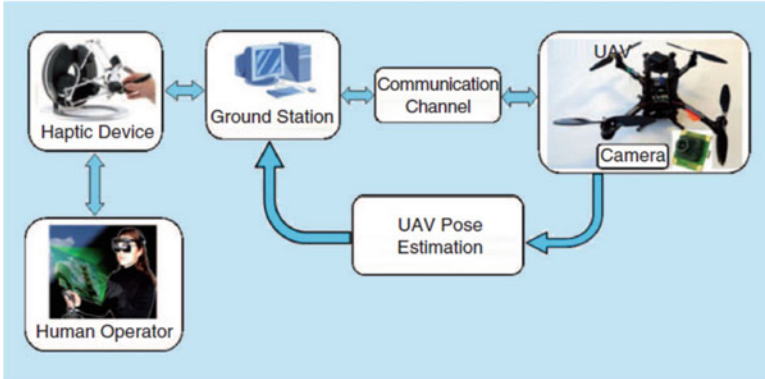 UAV
Communication
Channel
Haptic Device
Ground Station
Camera
UAV Pose
Estimation
Human Operator